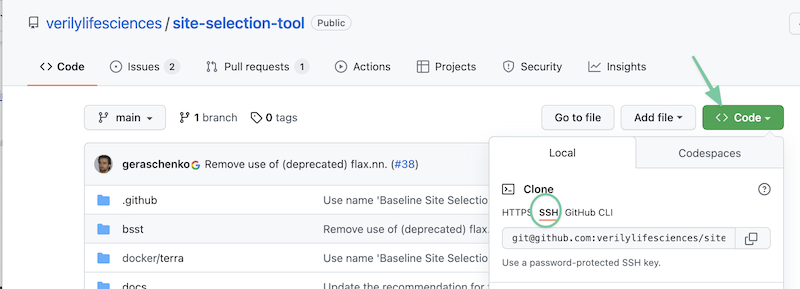 verilylifesciences / site-selection-tool Public
Code Issues 2 Pull requests 1 Actions Projects Security Insights
main 1 branch 0 tags Go to file Add file Code
Local Codespaces
geraschenko Remove use of (deprecated) flax.nn. (#38)
.github Use name 'Baseline Site Selectio
bsst Remove use of (deprecated) flax.
docker/terra Use name 'Baseline Site Selectio
docs Update the recommendation for t
Clone
HTTPS SSH GitHub CLI
git@github.com:verilylifesciences/site
Use a password-protected SSH key.